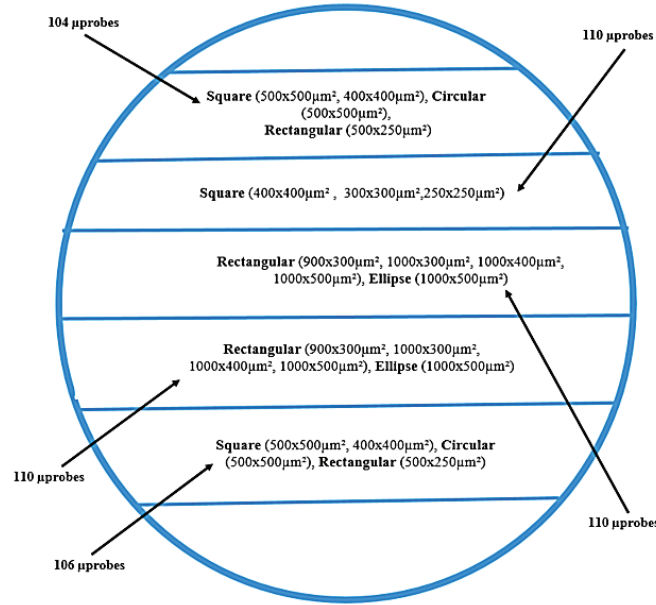 104 µprobes
110 µprobes
Square (500x500µm², 400x400µm²), Circular
(500x500µm²),
Rectangular (500x250µm²)
Square (400x400µm² , 300x300µm²,250x250µm²)
Rectangular (900x300µm², 1000x300µm², 1000x400µm²,
1000x500µm²), Ellipse (1000x500µm²)
Rectangular (900x300µm², 1000x300µm²,
1000x400µm², 1000x500µm²), Ellipse (1000x500µm²)
Square (500x500µm², 400x400µm²), Circular
(500x500µm²), Rectangular (500x250µm²)
110 µprobes
110 µprobes
106 µprobes